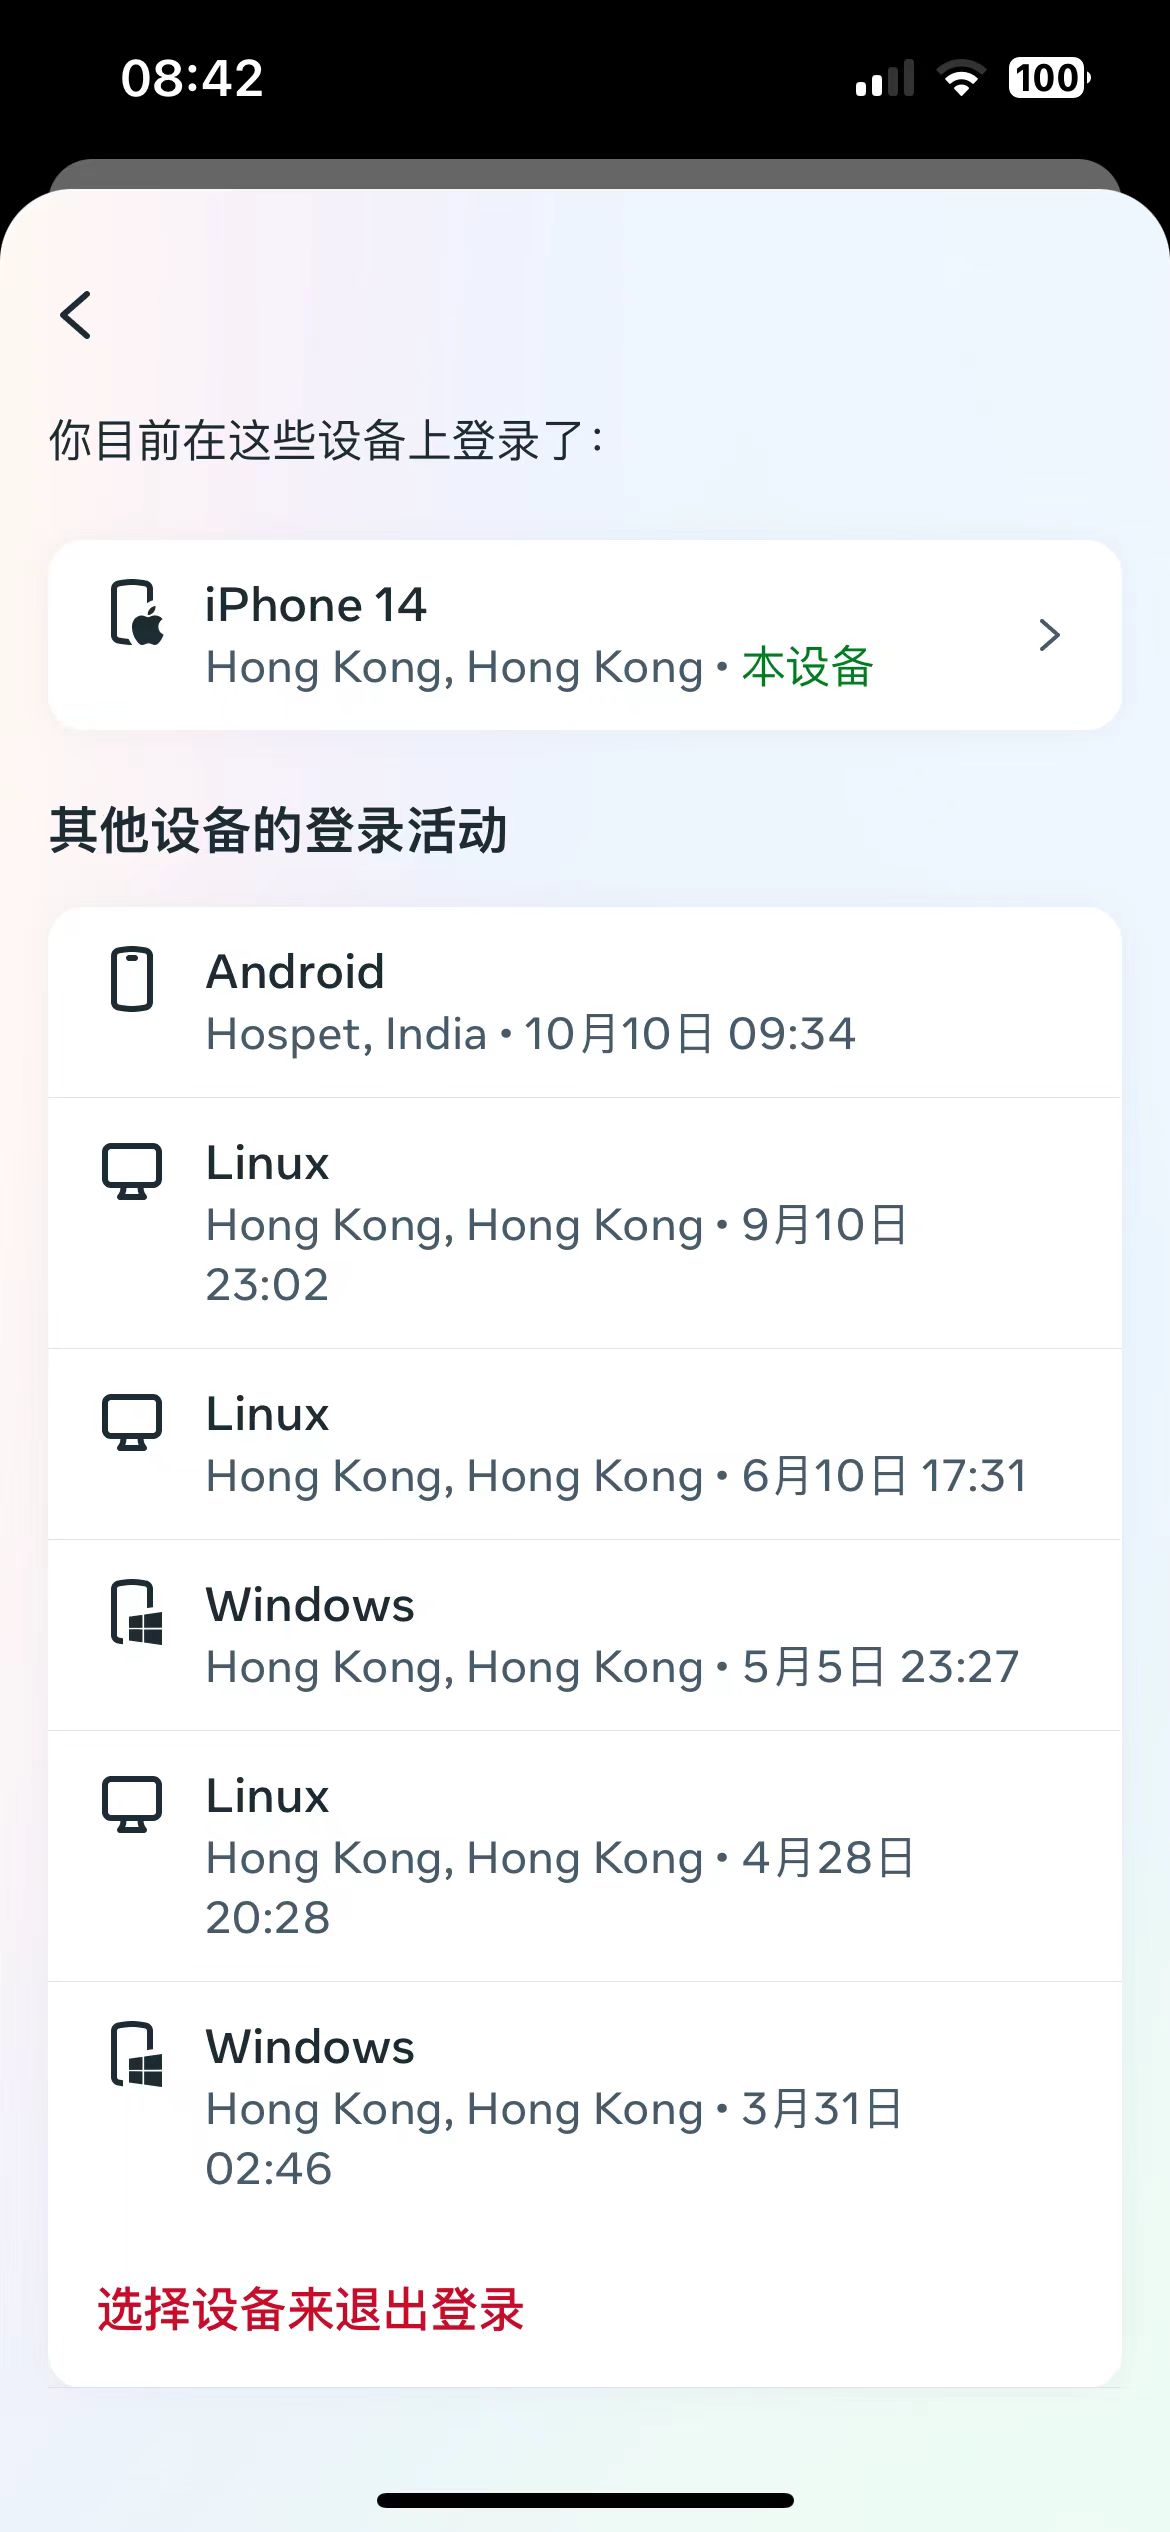 08:42
100
你目前在这些设备上登录了：
iPhone 14
Hong Kong, Hong Kong • 本设备
其他设备的登录活动
Android
Hospet, India • 10月10日 09:34
Linux
Hong Kong, Hong Kong • 9月10日
23:02
Linux
Hong Kong, Hong Kong • 6月10日 17:31
Windows
Hong Kong, Hong Kong • 5月5日 23:27
Linux
Hong Kong, Hong Kong • 4月28日
20:28
Windows
Hong Kong, Hong Kong • 3月31日
02:46
选择设备来退出登录